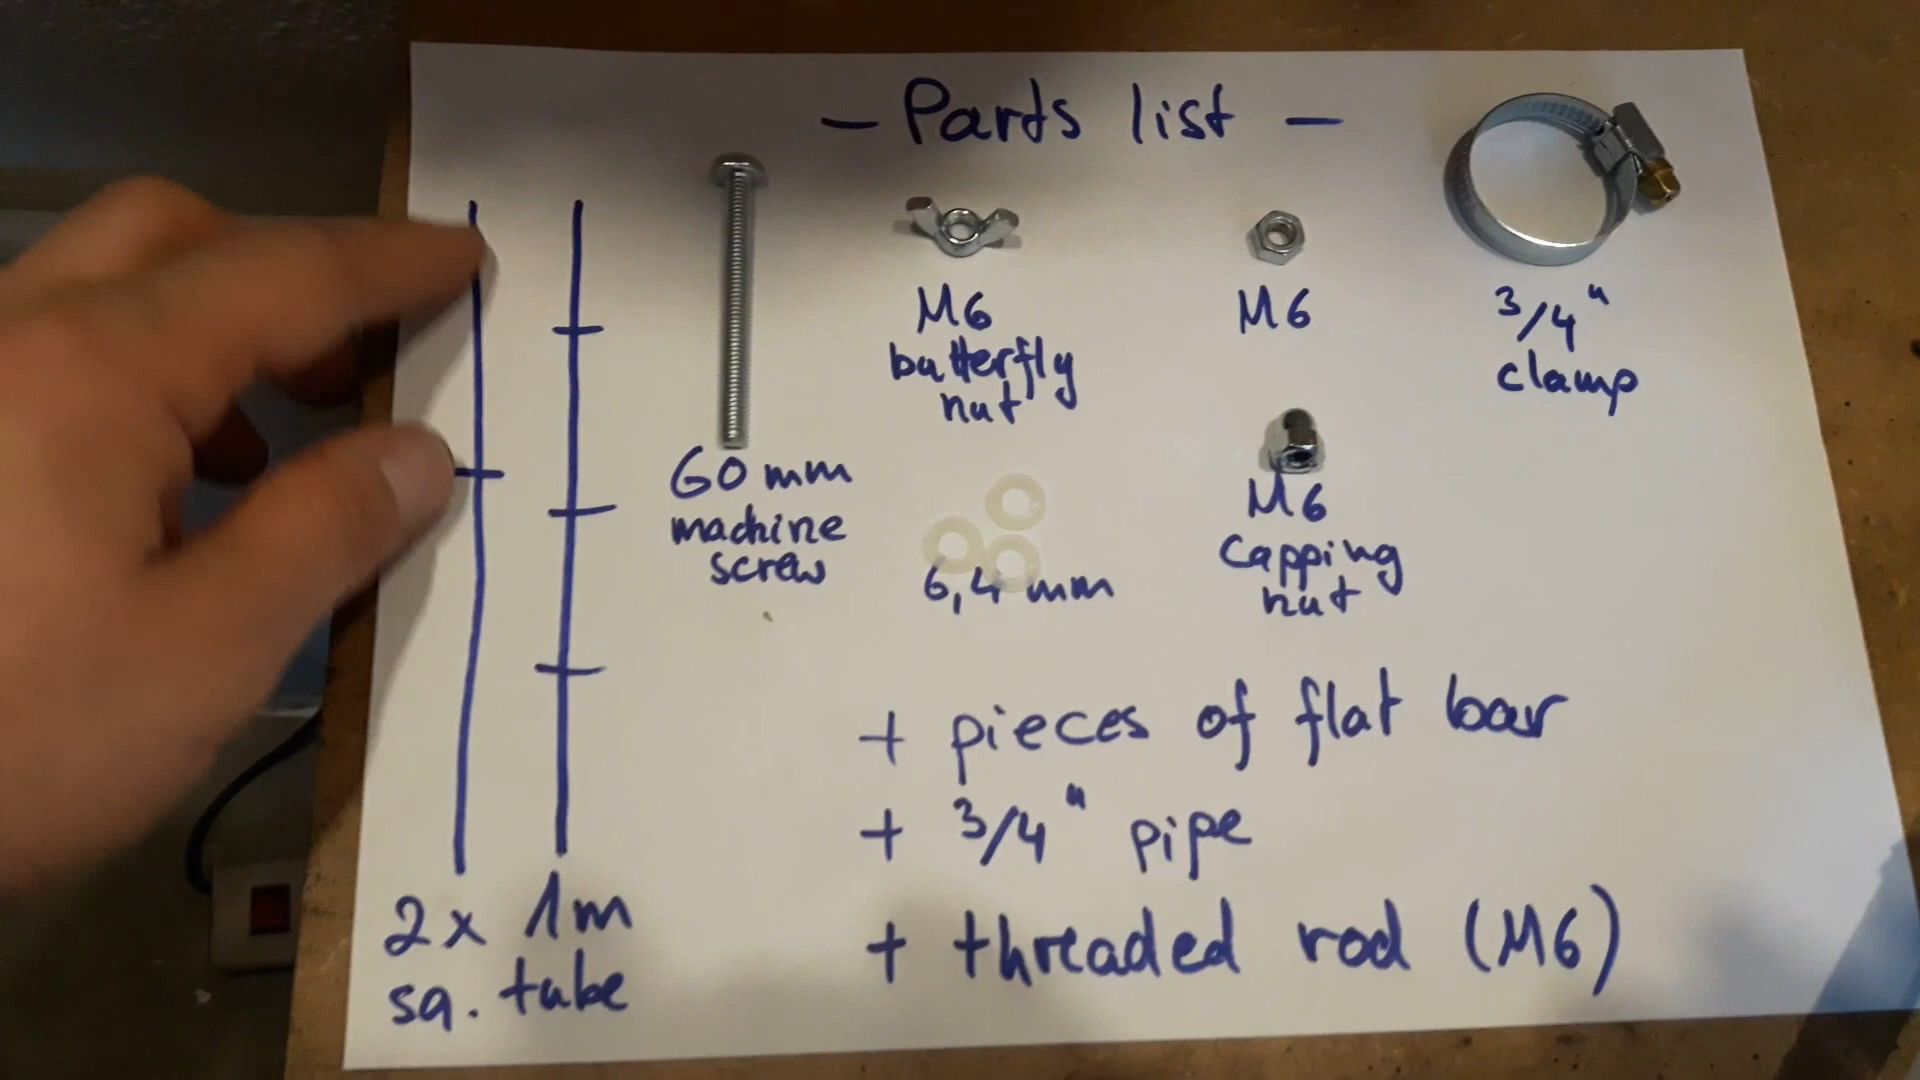 - Parts list -
60 mm
machine
screw
M6
butterfly
nut
6,4 mm
M6
M6
Capping
nut
3/4"
clamp
2x 1m
sq. tube
+ pieces of flat bar
+ 3/4" pipe
+ threaded rod (M6)